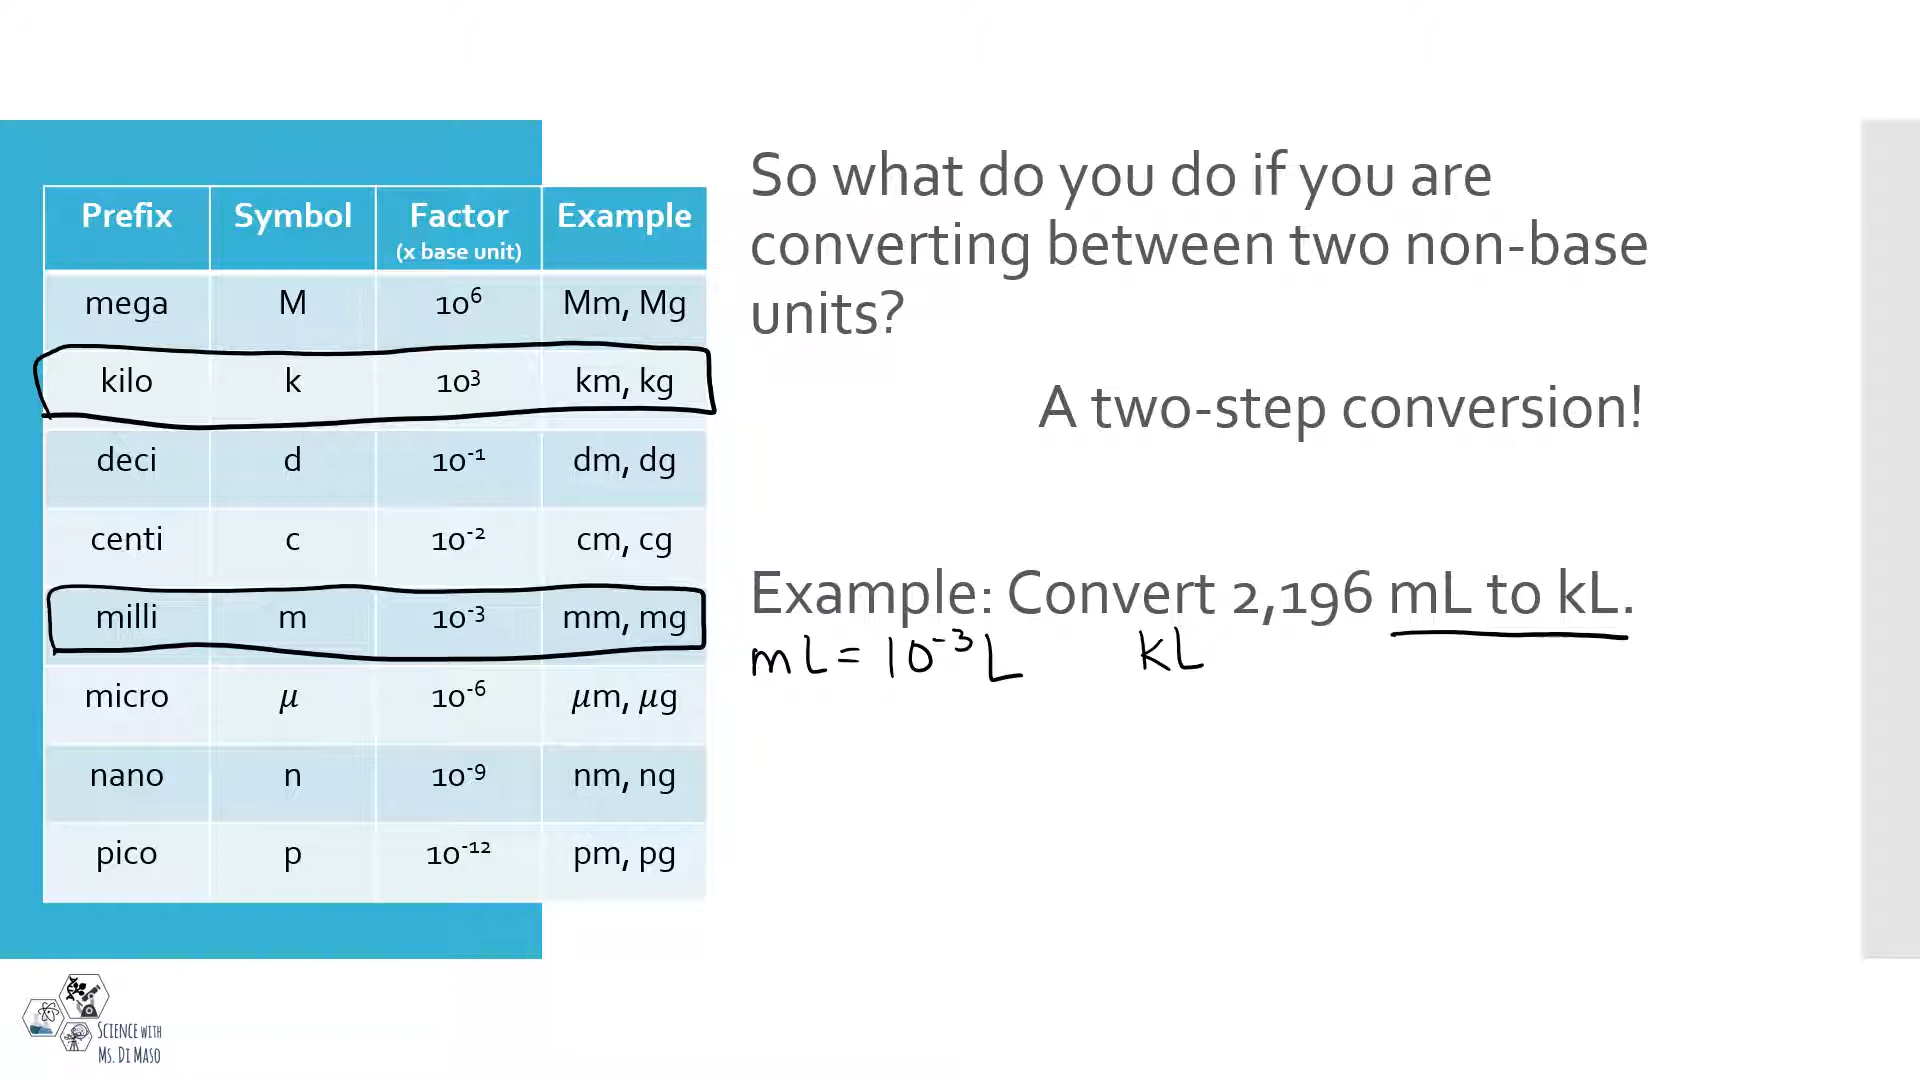 Prefix Symbol Factor Example
(x base unit)
mega M 10⁶ Mm, Mg
kilo k 10³ km, kg
deci d 10⁻¹ dm, dg
centi c 10⁻² cm, cg
milli m 10⁻³ mm, mg
micro μ 10⁻⁶ μm, μg
nano n 10⁻⁹ nm, ng
pico p 10⁻¹² pm, pg
So what do you do if you are
converting between two non-base
units?
A two-step conversion!
Example: Convert 2,196 mL to kL.
mL = 10⁻³ L kL
Science with
Ms. Di Maso